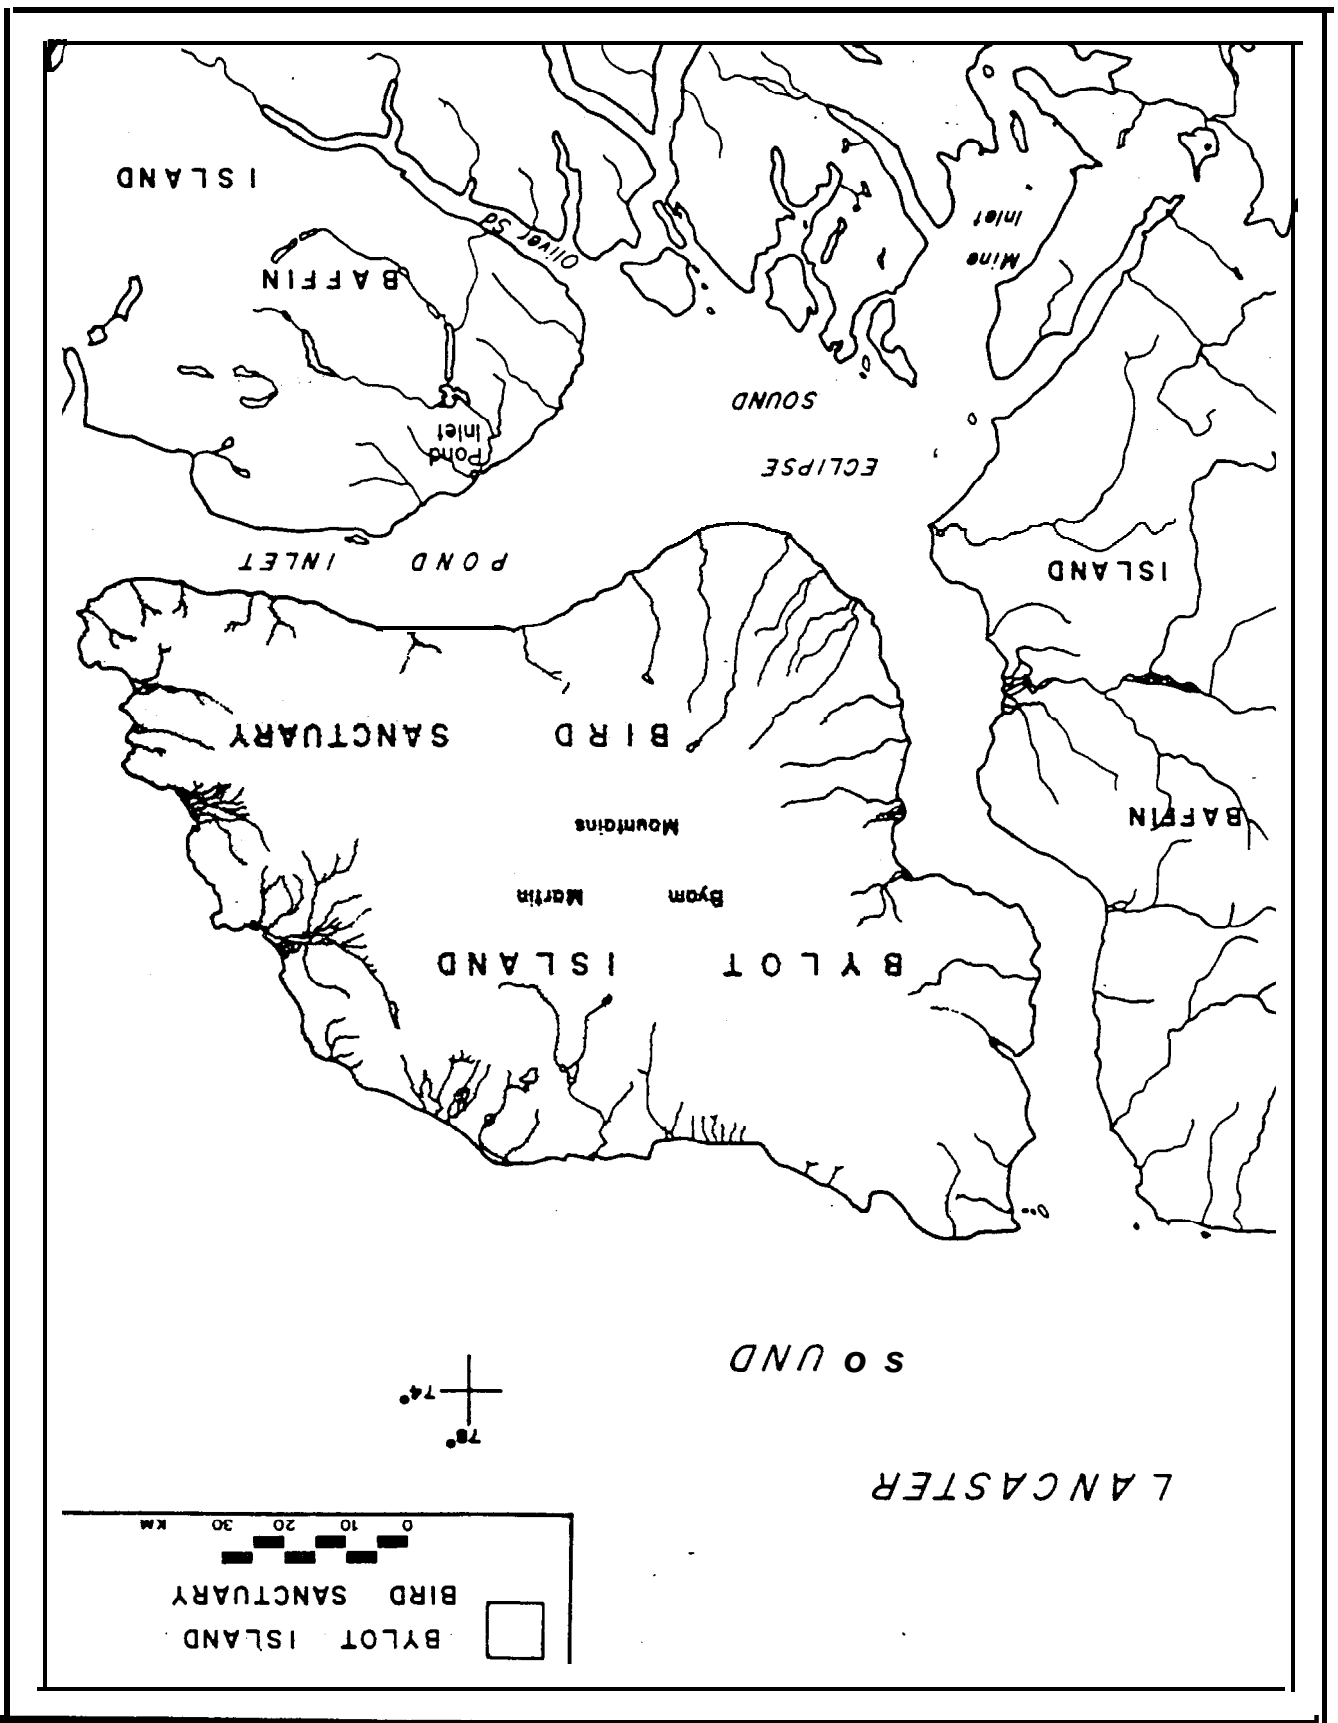 BYLOT ISLAND
BIRD SANCTUARY
0 10 20 30 KM
LANCASTER
78°
74°
SOUND
BYLOT ISLAND
Byam Martin
Mountains
BAFFIN
ISLAND
BIRD SANCTUARY
POND INLET
ECLIPSE
SOUND
Pond
Inlet
Mine
Inlet
Oliver Sd
BAFFIN
ISLAND